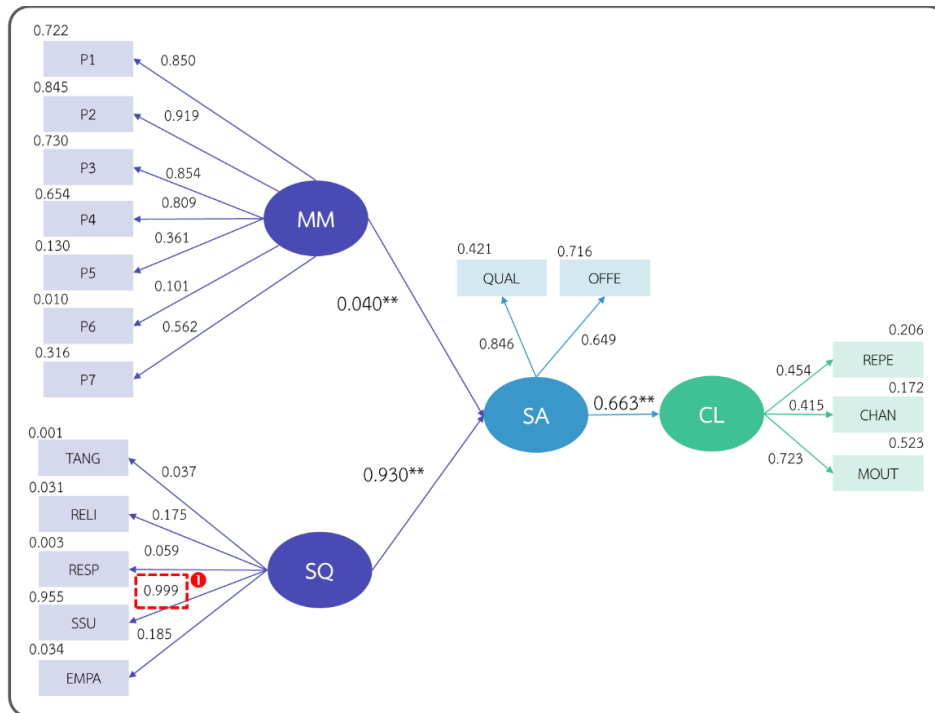 0.722
P1
0.850
0.845
P2
0.919
0.730
P3
0.854
0.654
P4
0.809
0.361
0.130
P5
0.101
0.010
P6
0.562
0.316
P7
MM
0.040**
0.421
QUAL
0.716
OFFE
0.846
0.649
SA
0.663**
CL
0.206
REPE
0.454
0.172
CHAN
0.415
0.523
MOUT
0.723
0.930**
0.001
TANG
0.037
0.031
RELI
0.175
0.003
RESP
0.059
0.999
1
0.955
SSU
0.185
0.034
EMPA
SQ